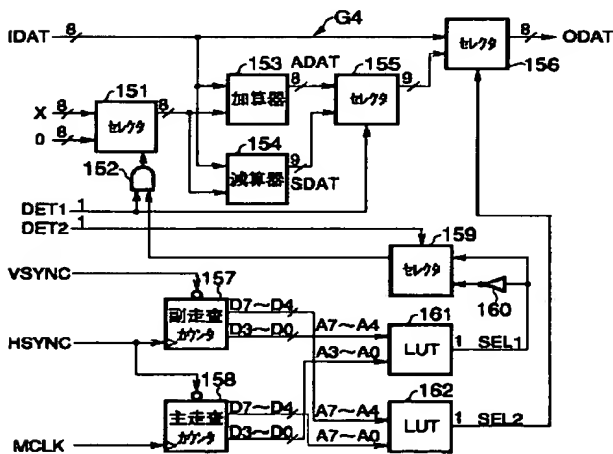 G4
IDAT 8
8 ODAT
セレクタ
156
153 ADAT
加算器
8
155
セレクタ
9
151
X 8
0 8
セレクタ
8
152
154
減算器
9
SDAT
DET1 1
DET2 1
159
セレクタ
160
VSYNC
157
副走査
カウンタ
D7〜D4
D3〜D0
A7〜A4
A3〜A0
161
LUT
1 SEL1
HSYNC
158
主走査
カウンタ
D7〜D4
D3〜D0
A7〜A4
A7〜A0
162
LUT
1 SEL2
MCLK